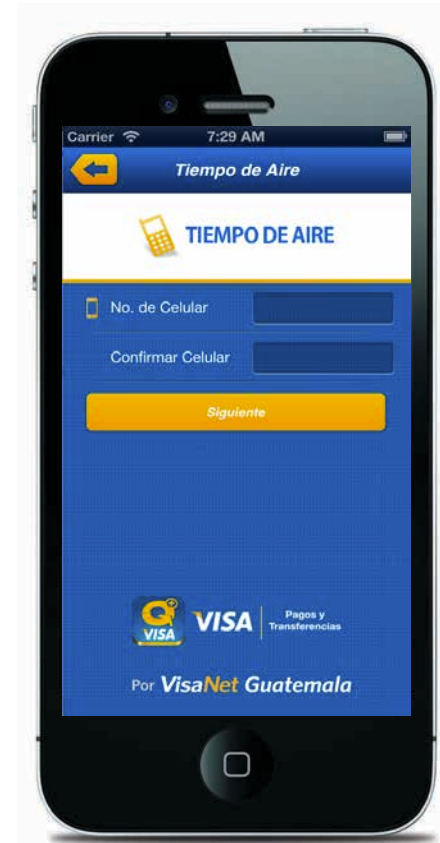 Carrier 7:29 AM
Tiempo de Aire
TIEMPO DE AIRE
No. de Celular
Confirmar Celular
Siguiente
Q+
VISA
VISA
Pagos y
Transferencias
Por VisaNet Guatemala